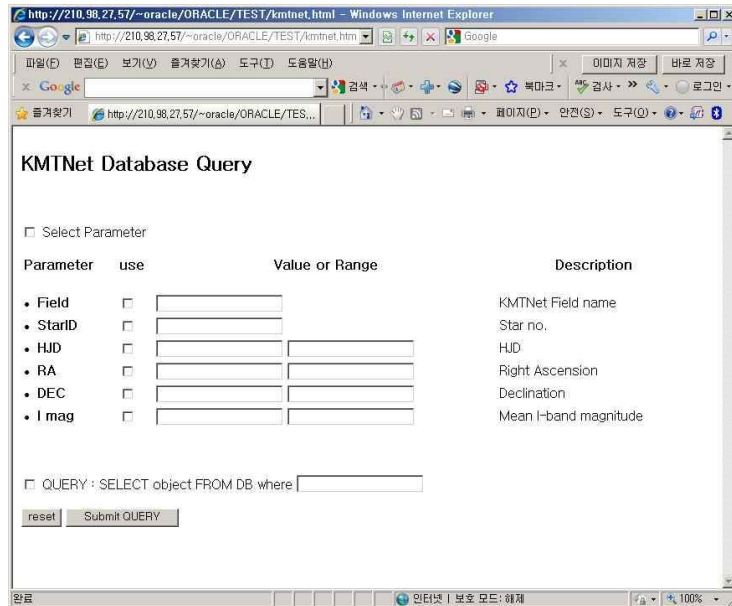 http://210,98,27,57/~oracle/ORACLE/TEST/kmtnet,html - Windows Internet Explorer
http://210,98,27,57/~oracle/ORACLE/TEST/kmtnet,htm Google
파일(F) 편집(E) 보기(V) 즐겨찾기(A) 도구(T) 도움말(H) x 이미지 저장 바로 저장
x Google 검색 북마크 검사 로그인
즐겨찾기 http://210,98,27,57/~oracle/ORACLE/TES,,, 페이지(P) 안전(S) 도구(O)
KMTNet Database Query
Select Parameter
Parameter use Value or Range Description
• Field KMTNet Field name
• StarID Star no.
• HJD HJD
• RA Right Ascension
• DEC Declination
• I mag Mean I-band magnitude
QUERY : SELECT object FROM DB where
reset Submit QUERY
완료 인터넷 | 보호 모드: 해제 100%